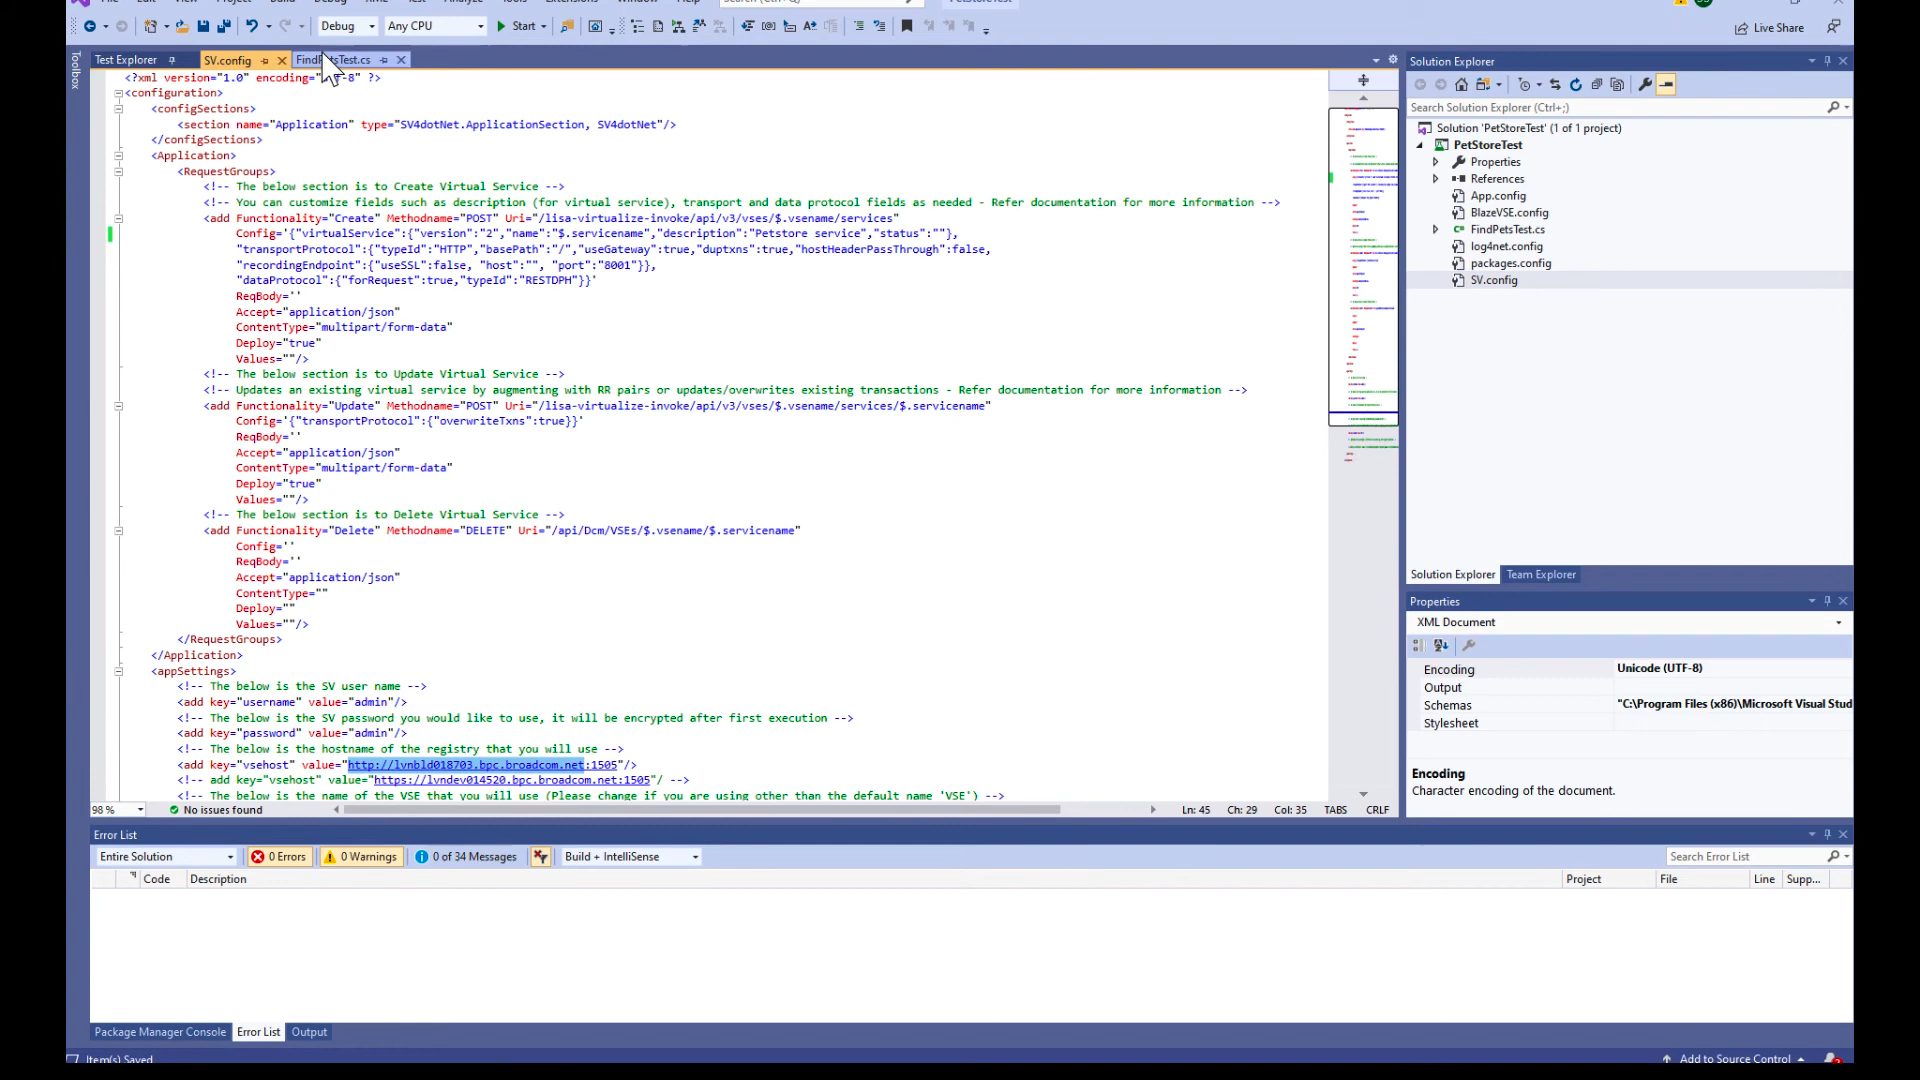 Debug
Any CPU
Start
Live Share
Toolbox
Test Explorer
SV.config
FindPetsTest.cs
<?xml version="1.0" encoding="UTF-8" ?>
<configuration>
<configSections>
<section name="Application" type="SV4dotNet.ApplicationSection, SV4dotNet"/>
</configSections>
<Application>
<RequestGroups>
<!-- The below section is to Create Virtual Service -->
<!-- You can customize fields such as description (for virtual service), transport and data protocol fields as needed - Refer documentation for more information -->
<add Functionality="Create" Methodname="POST" Uri="/lisa-virtualize-invoke/api/v3/vses/$.vsename/services"
Config='{"virtualService":{"version":"2","name":"$.servicename","description":"Petstore service","status":""},
"transportProtocol":{"typeId":"HTTP","basePath":"/","useGateway":true,"duptxns":true,"hostHeaderPassThrough":false,
"recordingEndpoint":{"useSSL":false, "host":"", "port":"8001"}},
"dataProtocol":{"forRequest":true,"typeId":"RESTDPH"}}'
ReqBody=''
Accept="application/json"
ContentType="multipart/form-data"
Deploy="true"
Values=""/>
<!-- The below section is to Update Virtual Service -->
<!-- Updates an existing virtual service by augmenting with RR pairs or updates/overwrites existing transactions - Refer documentation for more information -->
<add Functionality="Update" Methodname="POST" Uri="/lisa-virtualize-invoke/api/v3/vses/$.vsename/services/$.servicename"
Config='{"transportProtocol":{"overwriteTxns":true}}'
ReqBody=''
Accept="application/json"
ContentType="multipart/form-data"
Deploy="true"
Values=""/>
<!-- The below section is to Delete Virtual Service -->
<add Functionality="Delete" Methodname="DELETE" Uri="/api/Dcm/VSEs/$.vsename/$.servicename"
Config=''
ReqBody=''
Accept="application/json"
ContentType=""
Deploy=""
Values=""/>
</RequestGroups>
</Application>
<appSettings>
<!-- The below is the SV user name -->
<add key="username" value="admin"/>
<!-- The below is the SV password you would like to use, it will be encrypted after first execution -->
<add key="password" value="admin"/>
<!-- The below is the hostname of the registry that you will use -->
<add key="vsehost" value="http://lvnbld018703.bpc.broadcom.net:1505"/>
<!-- add key="vsehost" value="https://lvndev014520.bpc.broadcom.net:1505"/ -->
<!-- The below is the name of the VSE that you will use (Please change if you are using other than the default name 'VSE') -->
98 %
No issues found
Ln: 45 Ch: 29 Col: 35 TABS CRLF
Solution Explorer
Search Solution Explorer (Ctrl+;)
Solution 'PetStoreTest' (1 of 1 project)
PetStoreTest
Properties
References
App.config
BlazeVSE.config
FindPetsTest.cs
log4net.config
packages.config
SV.config
Solution Explorer Team Explorer
Properties
XML Document
Encoding Unicode (UTF-8)
Output
Schemas "C:\Program Files (x86)\Microsoft Visual Stud
Stylesheet
Encoding
Character encoding of the document.
Error List
Entire Solution
0 Errors
0 Warnings
0 of 34 Messages
Build + IntelliSense
Search Error List
Code Description Project File Line Supp...
Package Manager Console Error List Output
Item(s) Saved
Add to Source Control